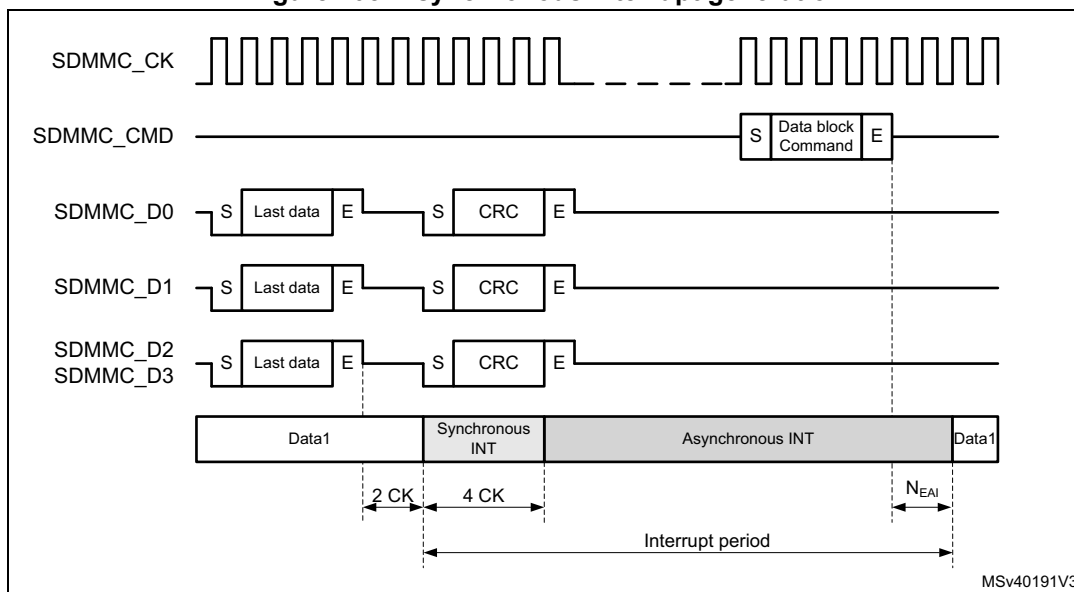 SDMMC_CK
SDMMC_CMD
S Data block Command E
SDMMC_D0
S Last data E S CRC E
SDMMC_D1
S Last data E S CRC E
SDMMC_D2
SDMMC_D3
S Last data E S CRC E
Data1 Synchronous INT Asynchronous INT Data1
2 CK 4 CK NEAI
Interrupt period
MSv40191V3